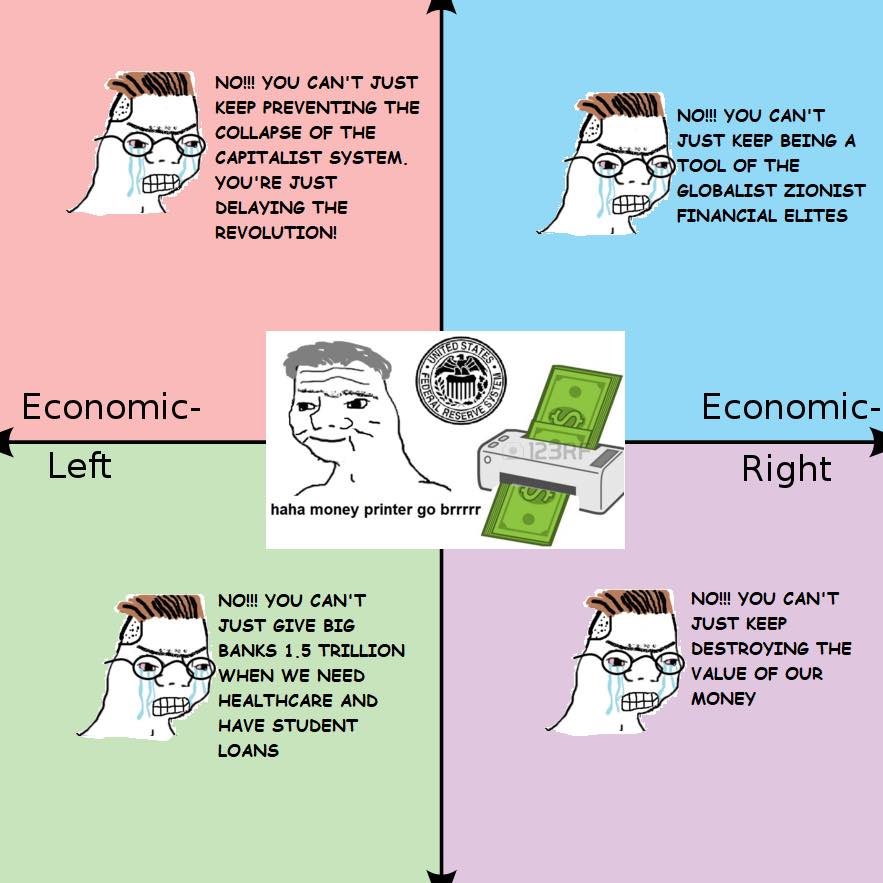 NO!!! YOU CAN'T JUST
KEEP PREVENTING THE
COLLAPSE OF THE
CAPITALIST SYSTEM.
YOU'RE JUST
DELAYING THE
REVOLUTION!
NO!!! YOU CAN'T
JUST KEEP BEING A
TOOL OF THE
GLOBALIST ZIONIST
FINANCIAL ELITES
UNITED STATES
FEDERAL RESERVE SYSTEM
123RF
haha money printer go brrrrr
Economic-
Left
Economic-
Right
NO!!! YOU CAN'T
JUST GIVE BIG
BANKS 1.5 TRILLION
WHEN WE NEED
HEALTHCARE AND
HAVE STUDENT
LOANS
NO!!! YOU CAN'T
JUST KEEP
DESTROYING THE
VALUE OF OUR
MONEY